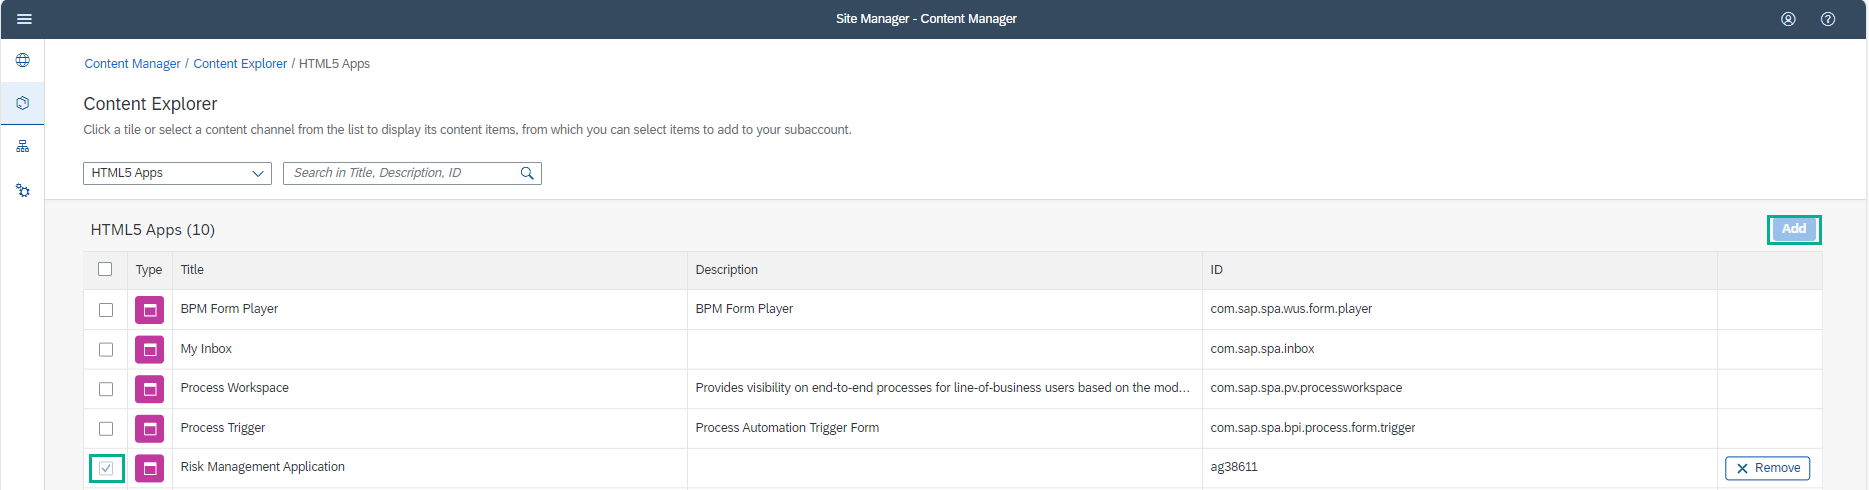 Site Manager - Content Manager
Content Manager / Content Explorer / HTML5 Apps
Content Explorer
Click a tile or select a content channel from the list to display its content items, from which you can select items to add to your subaccount.
HTML5 Apps Search in Title, Description, ID
HTML5 Apps (10) Add
Type Title Description ID
BPM Form Player BPM Form Player com.sap.spa.wus.form.player
My Inbox com.sap.spa.inbox
Process Workspace Provides visibility on end-to-end processes for line-of-business users based on the mod... com.sap.spa.pv.processworkspace
Process Trigger Process Automation Trigger Form com.sap.spa.bpi.process.form.trigger
Risk Management Application ag38611 Remove